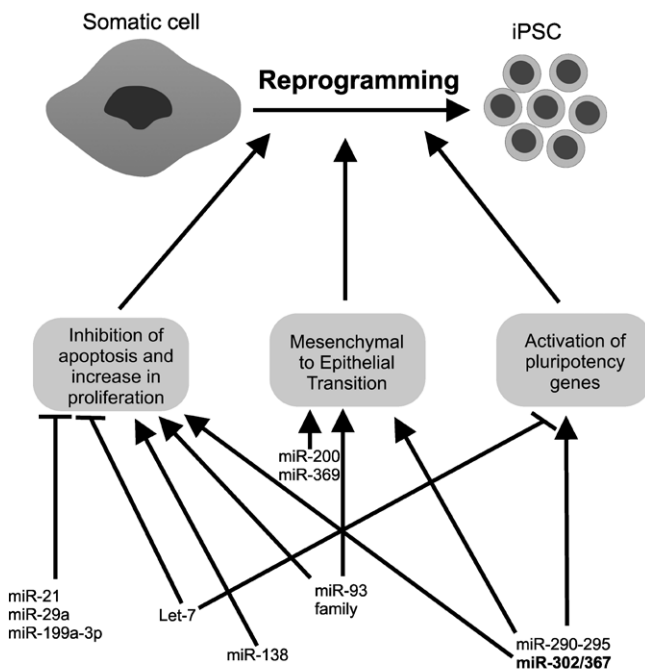 Somatic cell
iPSC
Reprogramming
Inhibition of
apoptosis and
increase in
proliferation
Mesenchymal
to Epithelial
Transition
Activation of
pluripotency
genes
miR-200
miR-369
miR-21
miR-29a
miR-199a-3p
Let-7
miR-138
miR-93
family
miR-290-295
miR-302/367